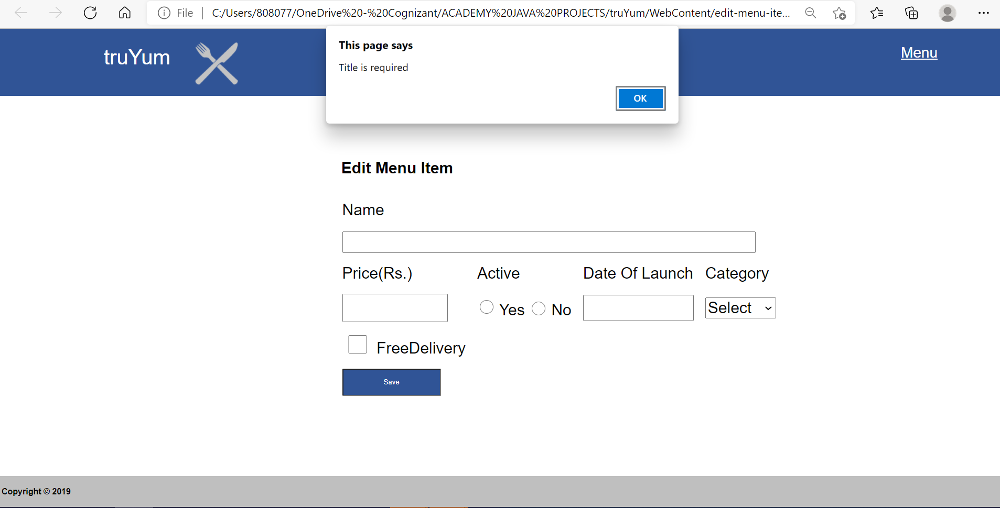 File
C:/Users/808077/OneDrive%20-%20Cognizant/ACADEMY%20JAVA%20PROJECTS/truYum/WebContent/edit-menu-ite...
This page says
Title is required
OK
truYum
Menu
Edit Menu Item
Name
Price(Rs.) Active Date Of Launch Category
Yes No Select
FreeDelivery
Save
Copyright © 2019